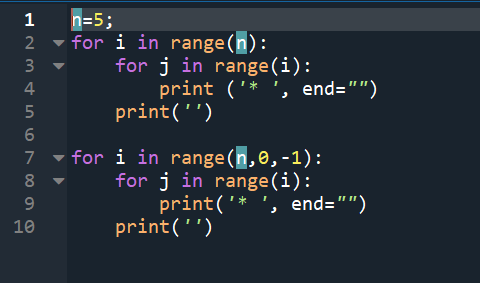 1 n=5;
2 for i in range(n):
3     for j in range(i):
4         print ('* ', end="")
5     print('')
6
7 for i in range(n,0,-1):
8     for j in range(i):
9         print('* ', end="")
10     print('')